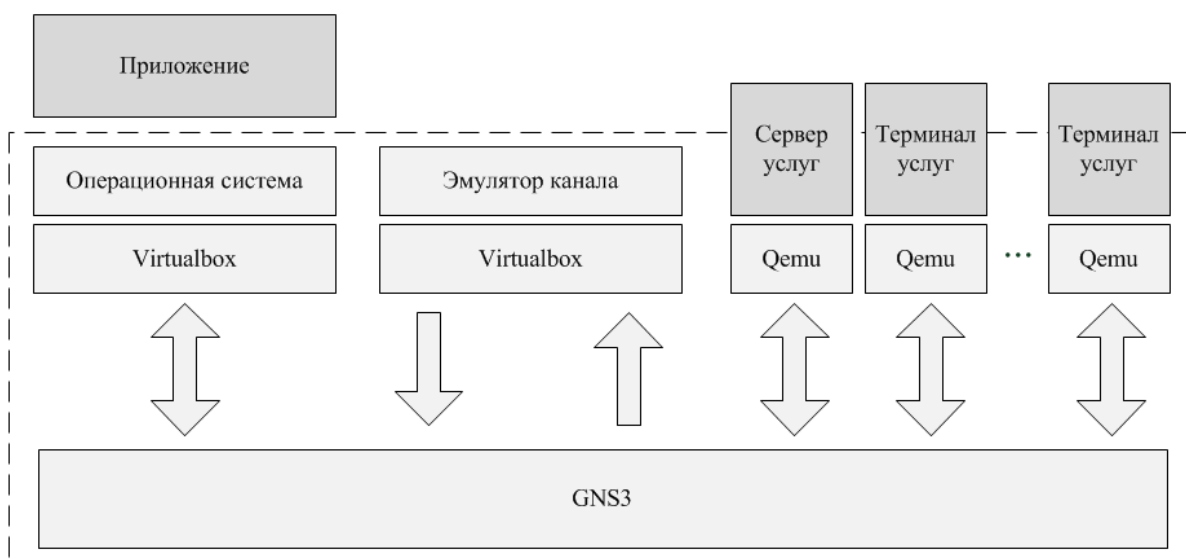 Приложение
Сервер
услуг
Терминал
услуг
Терминал
услуг
Операционная система
Эмулятор канала
Virtualbox
Virtualbox
Qemu
Qemu
...
Qemu
GNS3